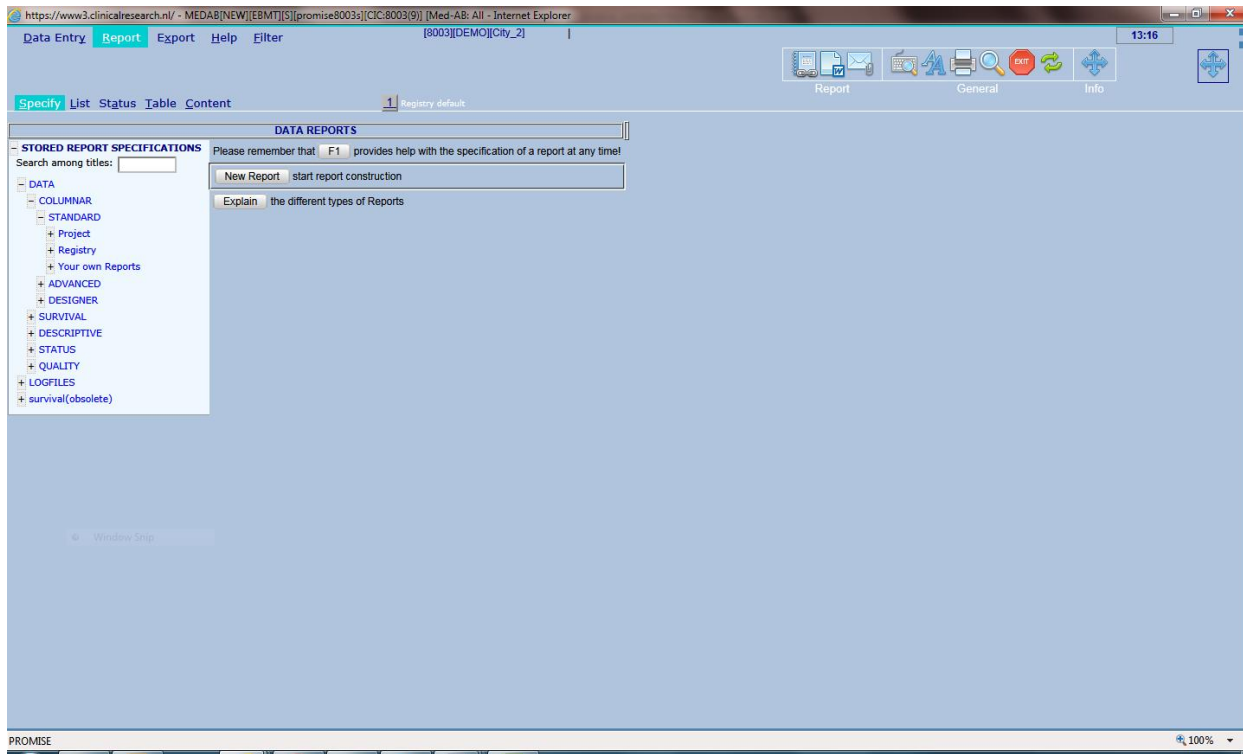 https://www3.clinicalresearch.nl/ - MEDAB[NEW][EBMT][S][promise8003s][CIC:8003(9)] [Med-AB: All - Internet Explorer
Data Entry Report Export Help Filter [8003][DEMO][City_2] | 13:16
EXIT
Report General Info
Specify List Status Table Content 1 Registry default
DATA REPORTS
STORED REPORT SPECIFICATIONS
Search among titles:
Please remember that F1 provides help with the specification of a report at any time!
New Report start report construction
Explain the different types of Reports
- DATA
- COLUMNAR
- STANDARD
+ Project
+ Registry
+ Your own Reports
+ ADVANCED
+ DESIGNER
+ SURVIVAL
+ DESCRIPTIVE
+ STATUS
+ QUALITY
+ LOGFILES
+ survival(obsolete)
Window Snip
PROMISE 100%